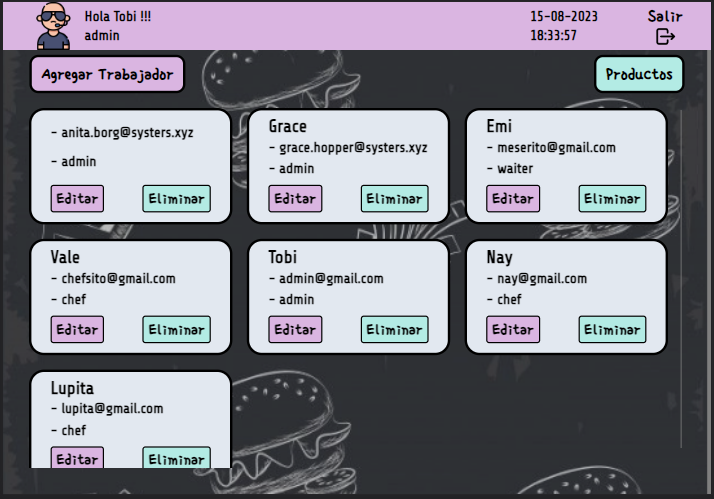 Hola Tobi !!!
admin
15-08-2023
18:33:57
Salir
Agregar Trabajador
Productos
- anita.borg@systers.xyz
- admin
Editar
Eliminar
Grace
- grace.hopper@systers.xyz
- admin
Editar
Eliminar
Emi
- meserito@gmail.com
- waiter
Editar
Eliminar
Vale
- chefsito@gmail.com
- chef
Editar
Eliminar
Tobi
- admin@gmail.com
- admin
Editar
Eliminar
Nay
- nay@gmail.com
- chef
Editar
Eliminar
Lupita
- lupita@gmail.com
- chef
Editar
Eliminar